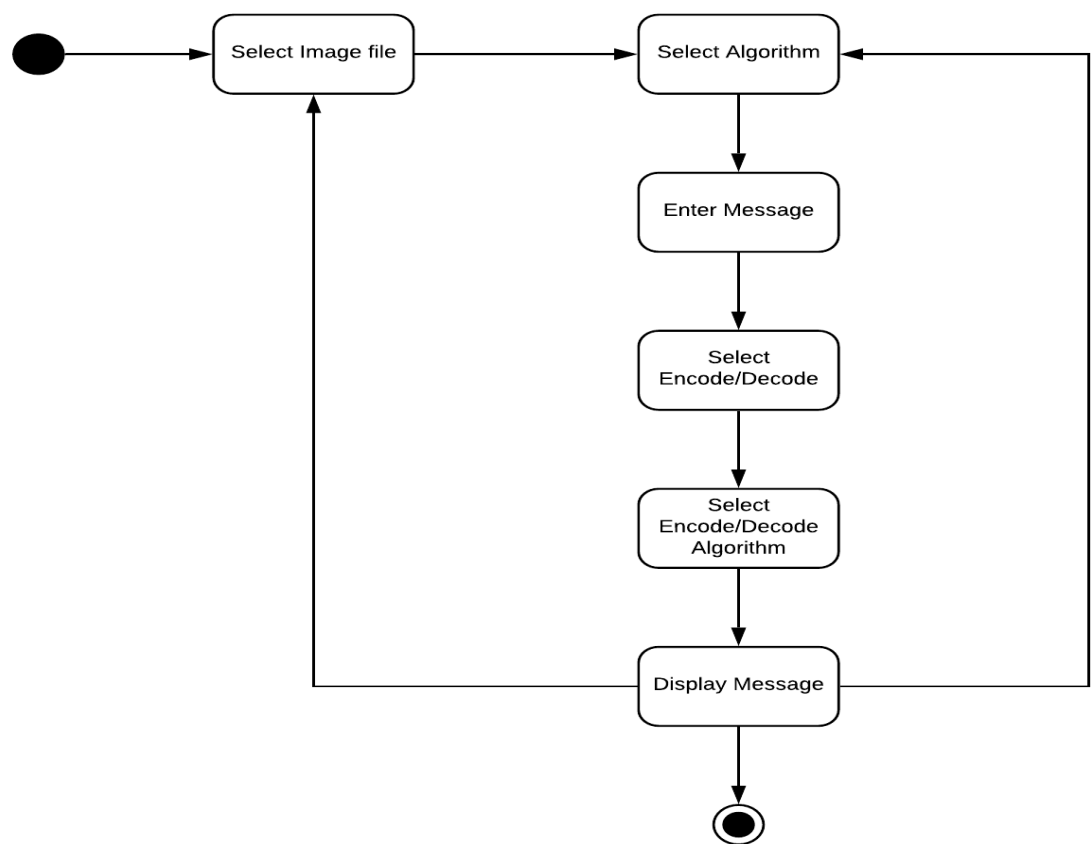 Select Image file
Select Algorithm
Enter Message
Select
Encode/Decode
Select
Encode/Decode
Algorithm
Display Message